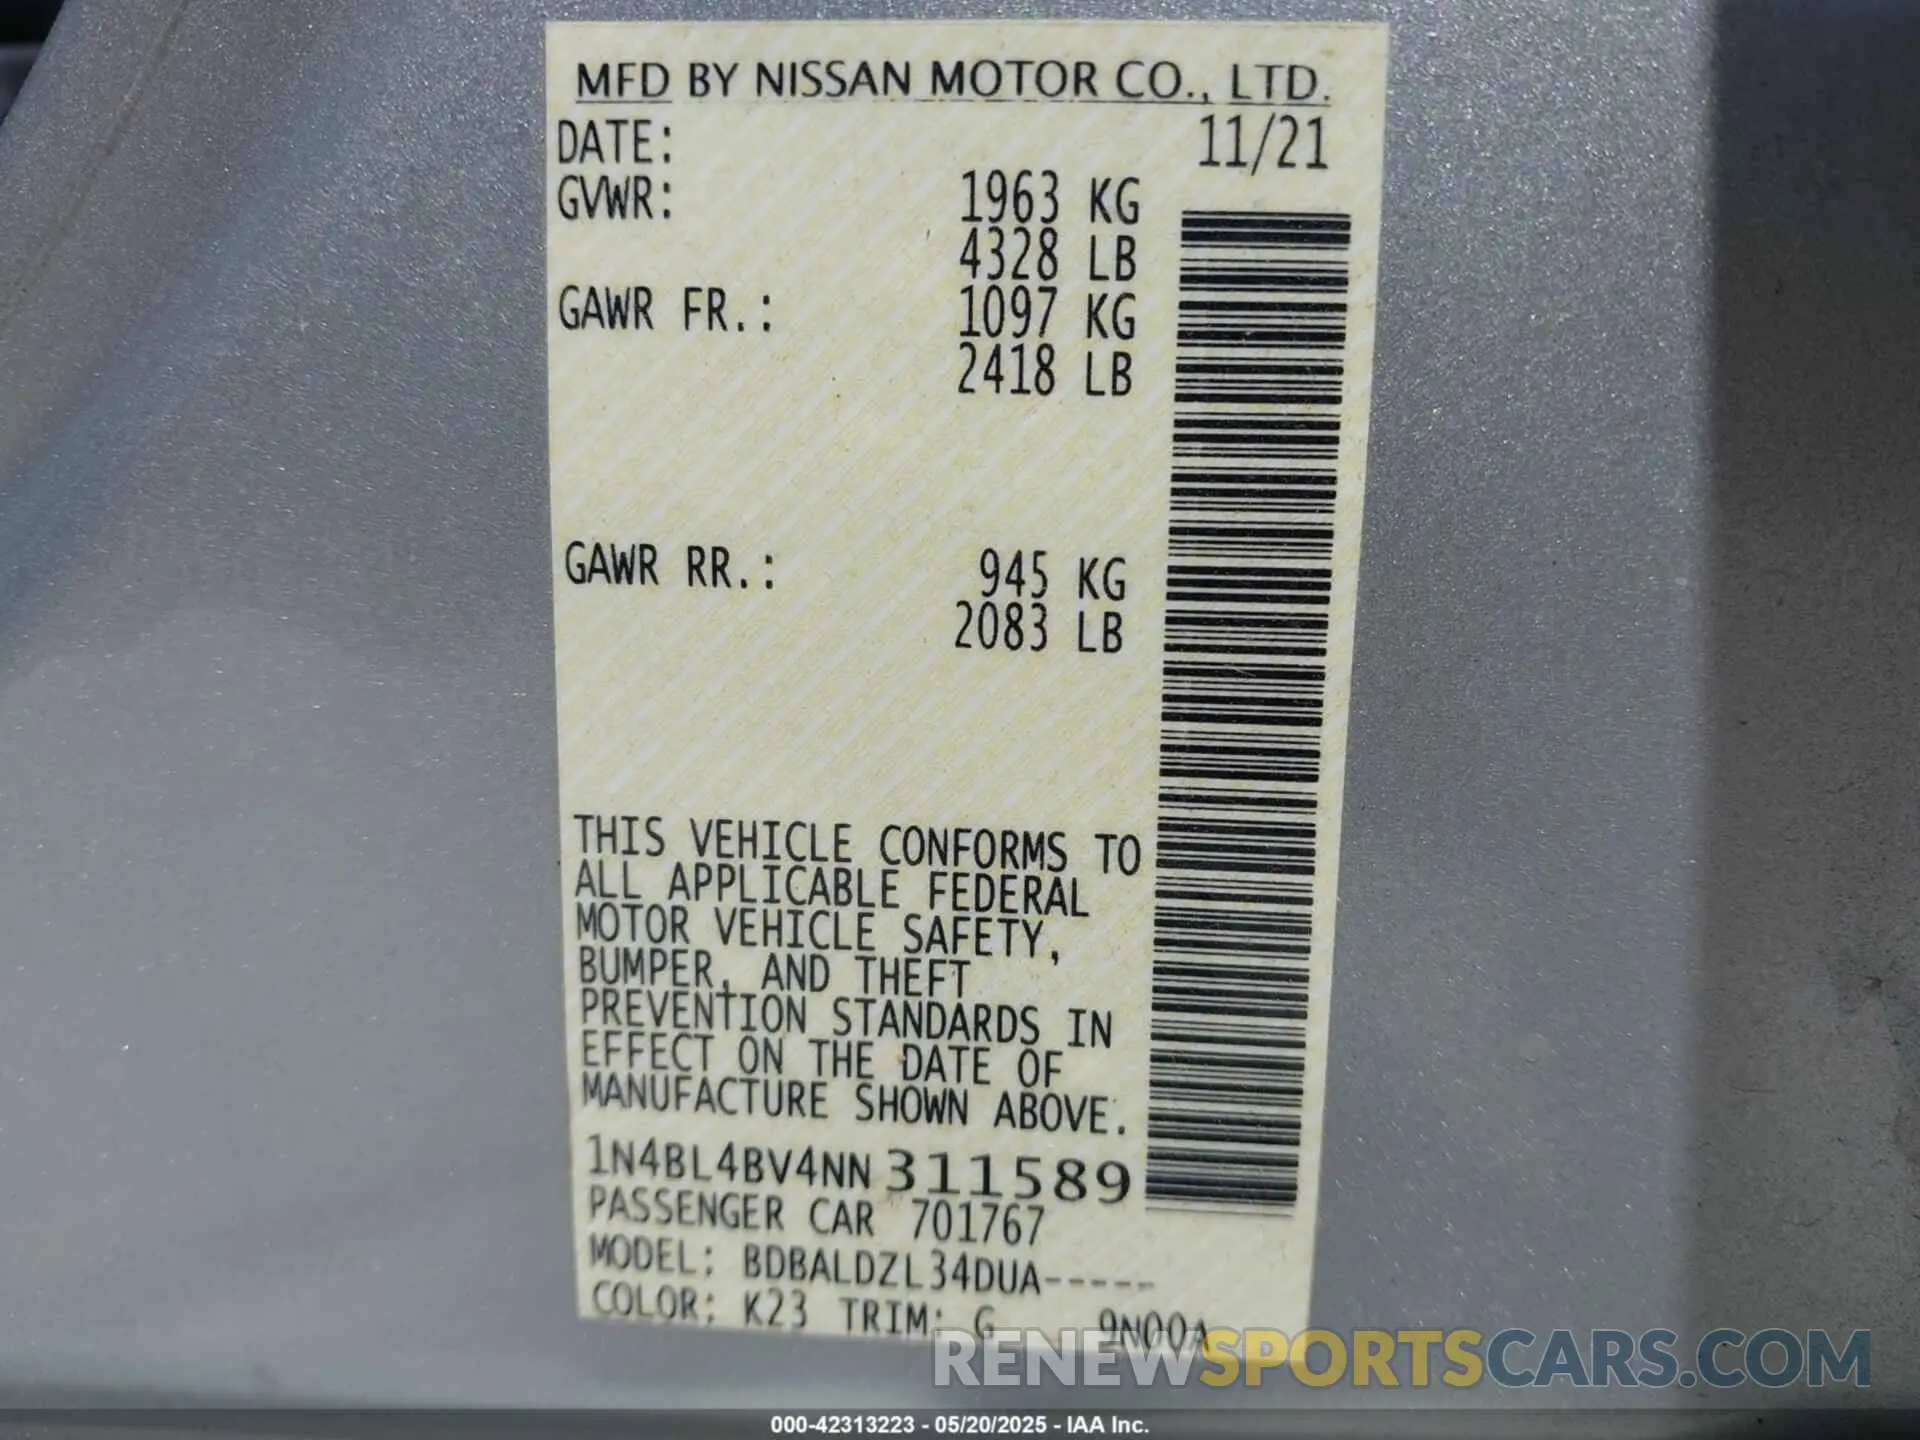 MFD BY NISSAN MOTOR CO., LTD.
DATE: 11/21
GVWR: 1963 KG
4328 LB
GAWR FR.: 1097 KG
2418 LB
GAWR RR.: 945 KG
2083 LB
THIS VEHICLE CONFORMS TO
ALL APPLICABLE FEDERAL
MOTOR VEHICLE SAFETY,
BUMPER, AND THEFT
PREVENTION STANDARDS IN
EFFECT ON THE DATE OF
MANUFACTURE SHOWN ABOVE.
1N4BL4BV4NN311589
PASSENGER CAR 701767
MODEL: BDBALDZL34DUA-----
COLOR: K23 TRIM: G 9N00A
RENEWSPORTSCARS.COM
000-42313223 - 05/20/2025 - IAA Inc.